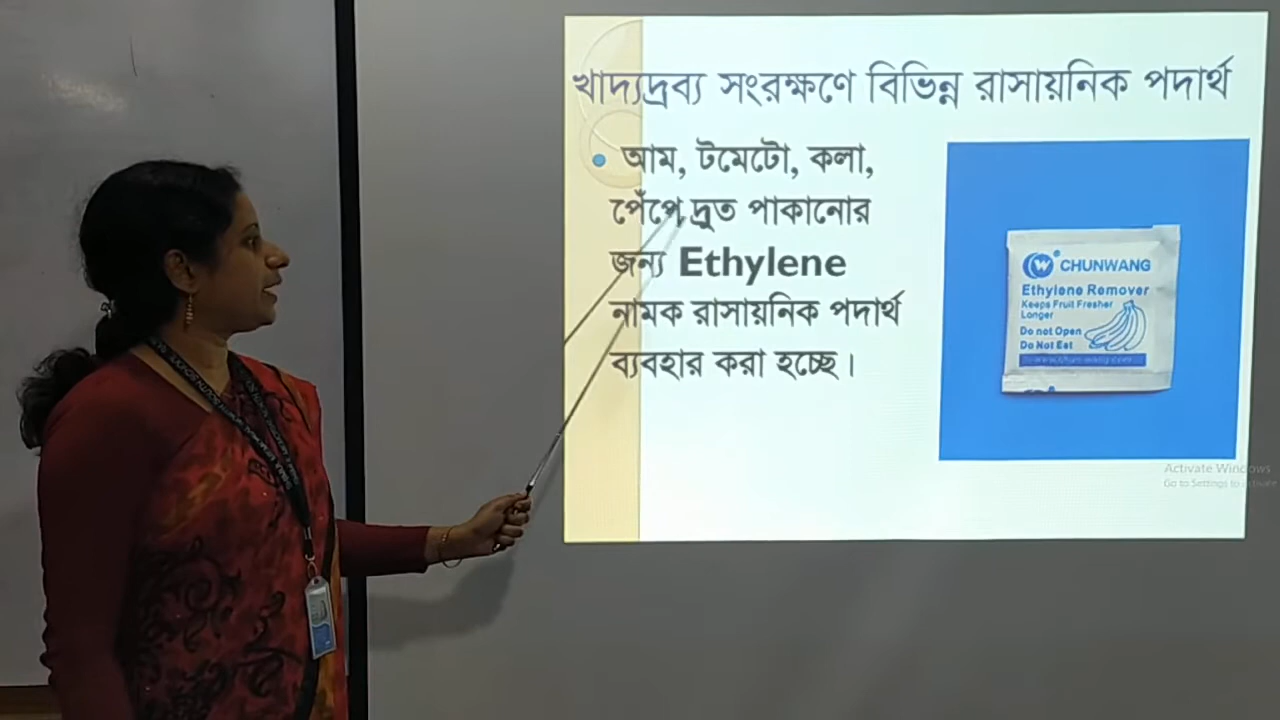 খাদ্যদ্রব্য সংরক্ষণে বিভিন্ন রাসায়নিক পদার্থ
আম, টমেটো, কলা,
পেঁপে দ্রুত পাকানোর
জন্য Ethylene
নামক রাসায়নিক পদার্থ
ব্যবহার করা হচ্ছে।
W CHUNWANG
Ethylene Remover
Keeps Fruit Fresher
Longer
Do not Open
Do Not Eat
Activate Windows
Go to Settings to activate